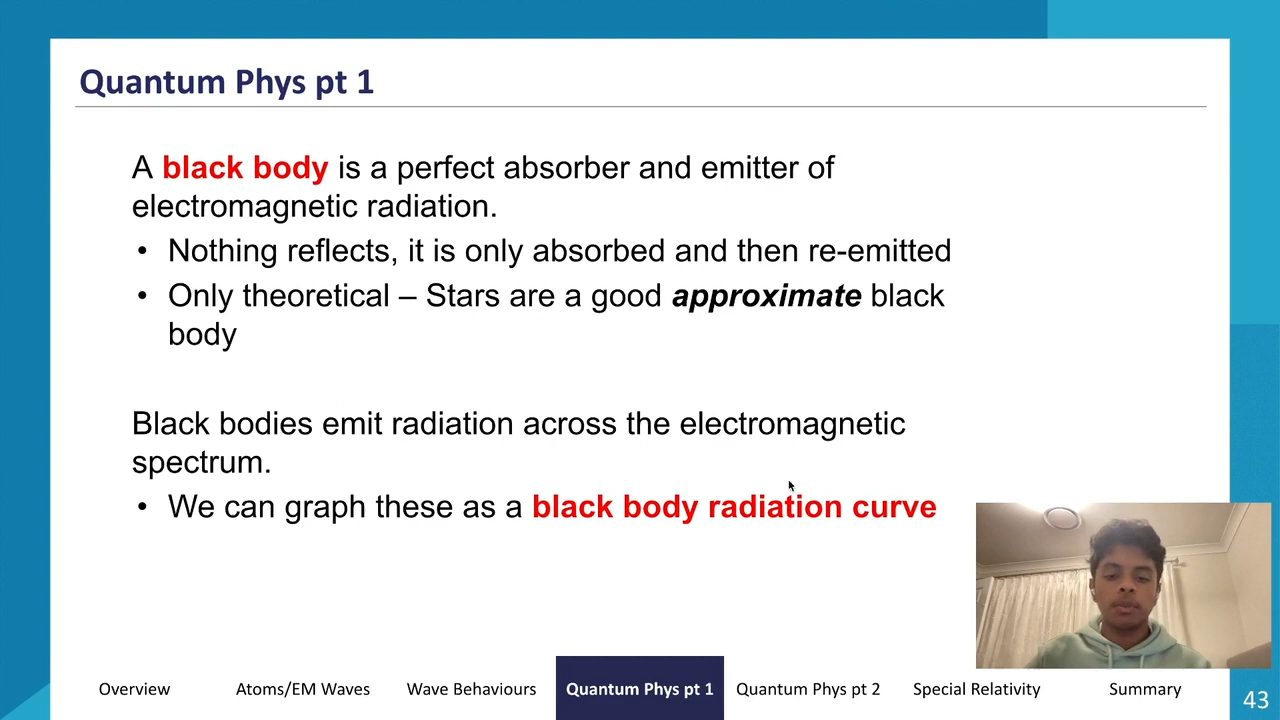 Quantum Phys pt 1
A black body is a perfect absorber and emitter of
electromagnetic radiation.
• Nothing reflects, it is only absorbed and then re-emitted
• Only theoretical – Stars are a good approximate black
body
Black bodies emit radiation across the electromagnetic
spectrum.
• We can graph these as a black body radiation curve
Overview Atoms/EM Waves Wave Behaviours Quantum Phys pt 1 Quantum Phys pt 2 Special Relativity Summary
43